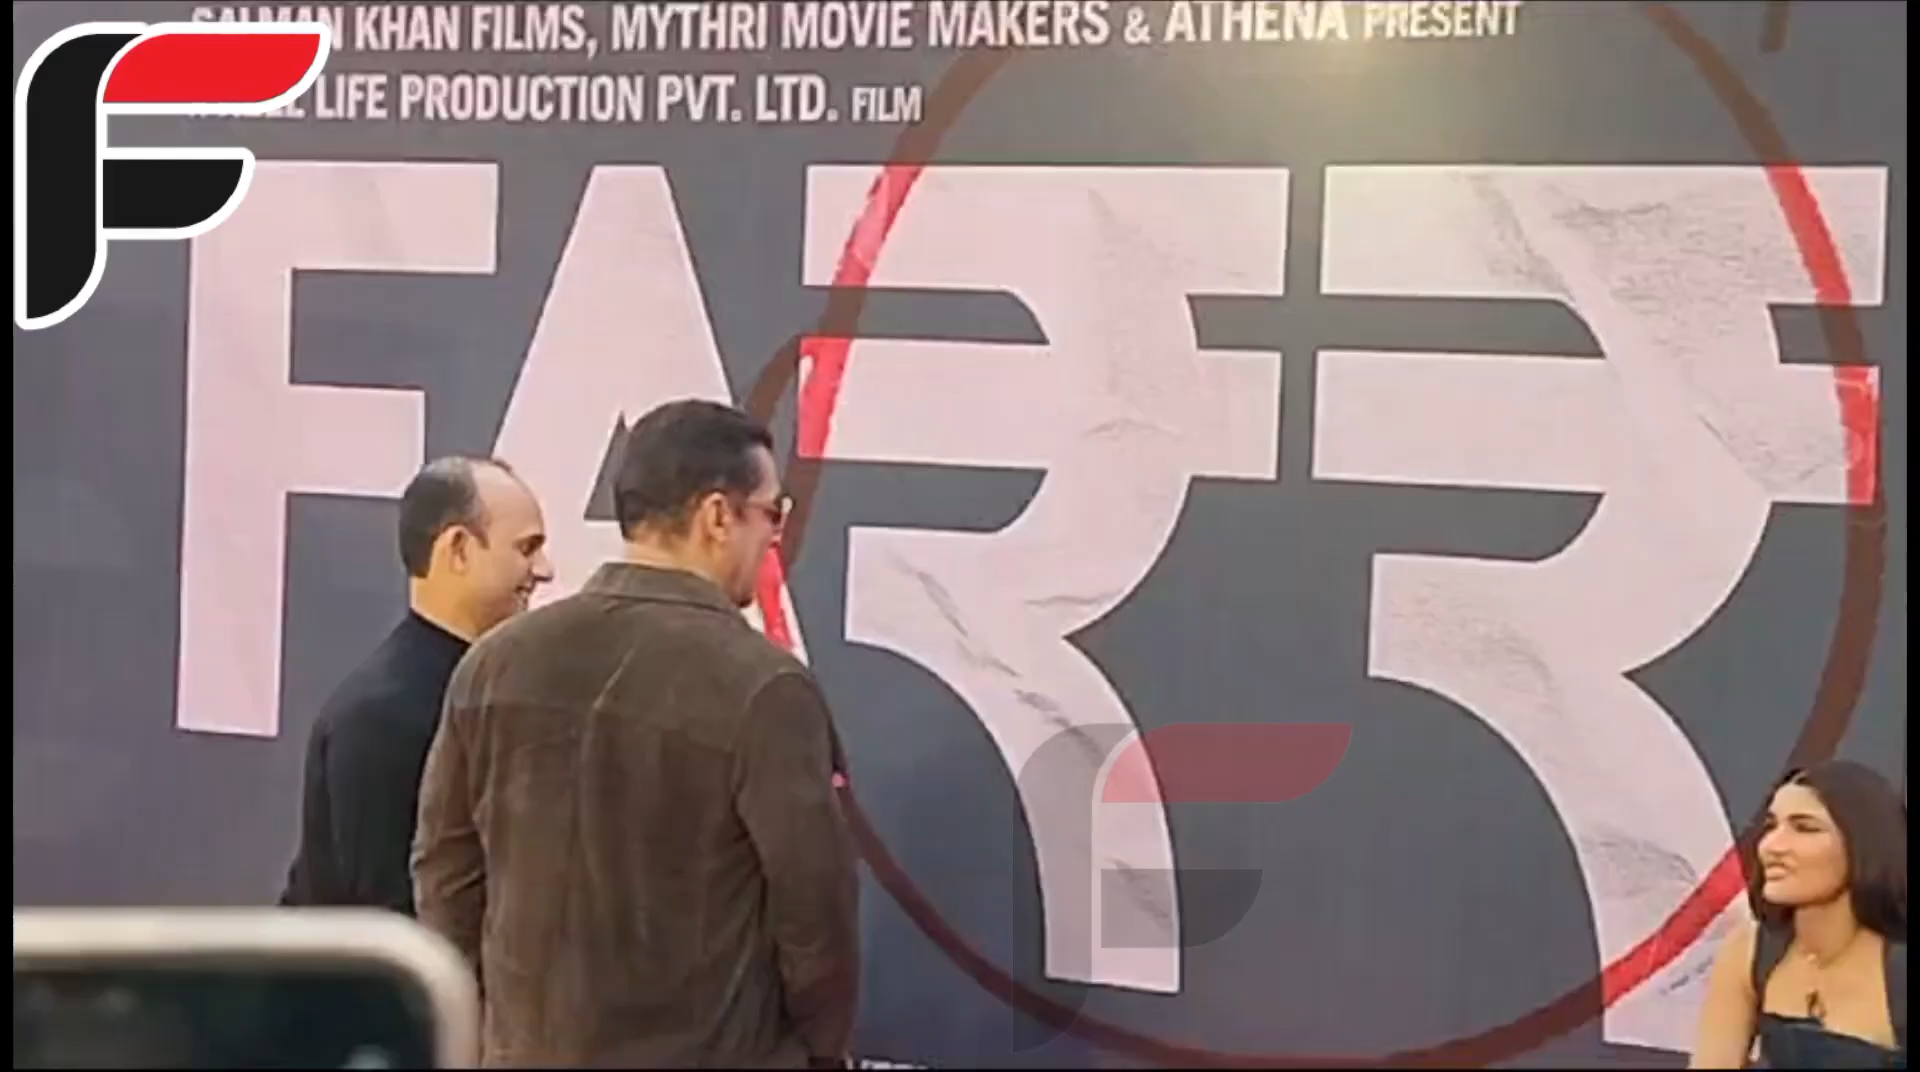 SALMAN KHAN FILMS, MYTHRI MOVIE MAKERS & ATHENA PRESENT
LIFE PRODUCTION PVT. LTD. FILM
FA₹₹